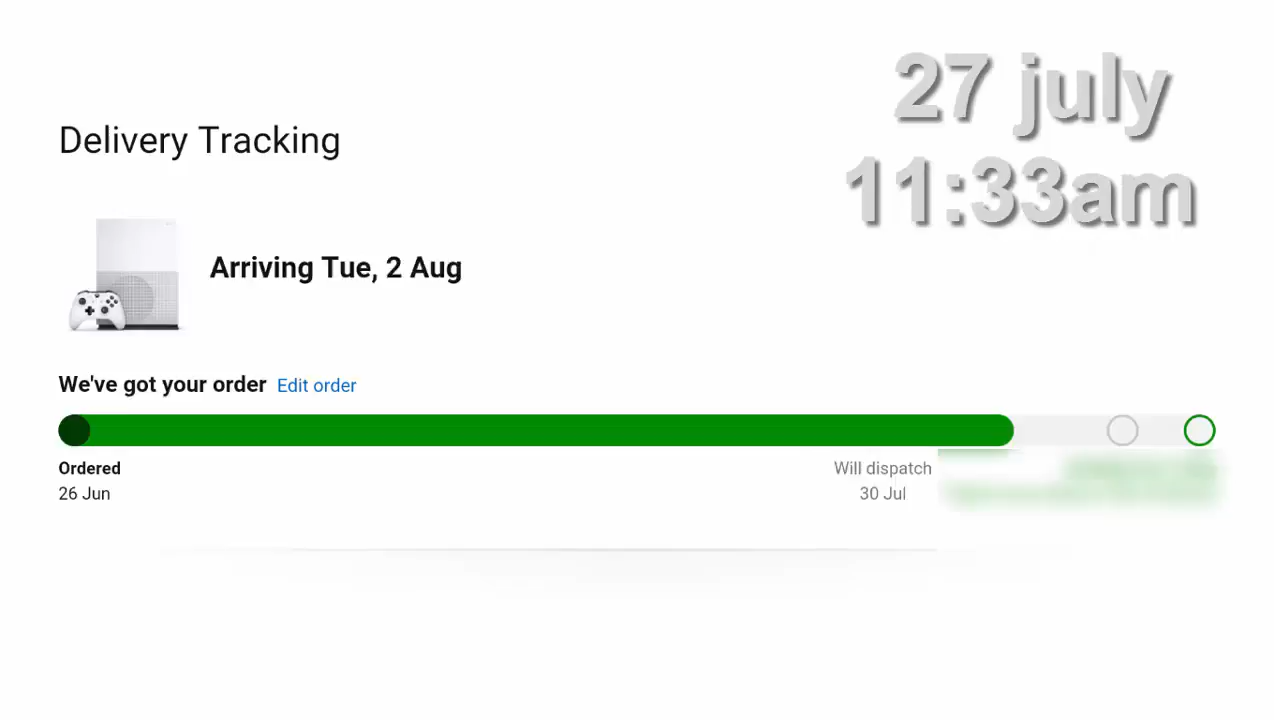 27 july
11:33am
Delivery Tracking
Arriving Tue, 2 Aug
We've got your order Edit order
Ordered
26 Jun
Will dispatch
30 Jul